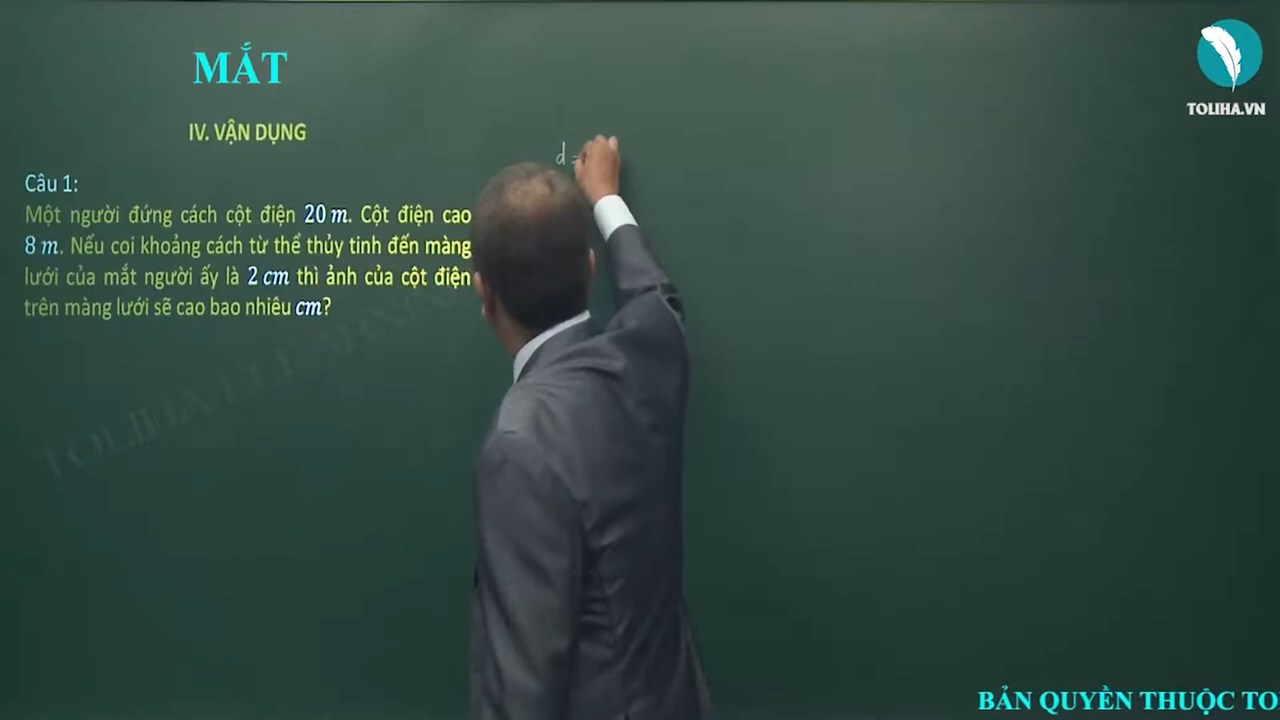 MẮT
IV. VẬN DỤNG
Câu 1:
Một người đứng cách cột điện 20 m. Cột điện cao
8 m. Nếu coi khoảng cách từ thể thủy tinh đến màng
lưới của mắt người ấy là 2 cm thì ảnh của cột điện
trên màng lưới sẽ cao bao nhiêu cm?
d =
TOLIHA.VN
BẢN QUYỀN THUỘC TO